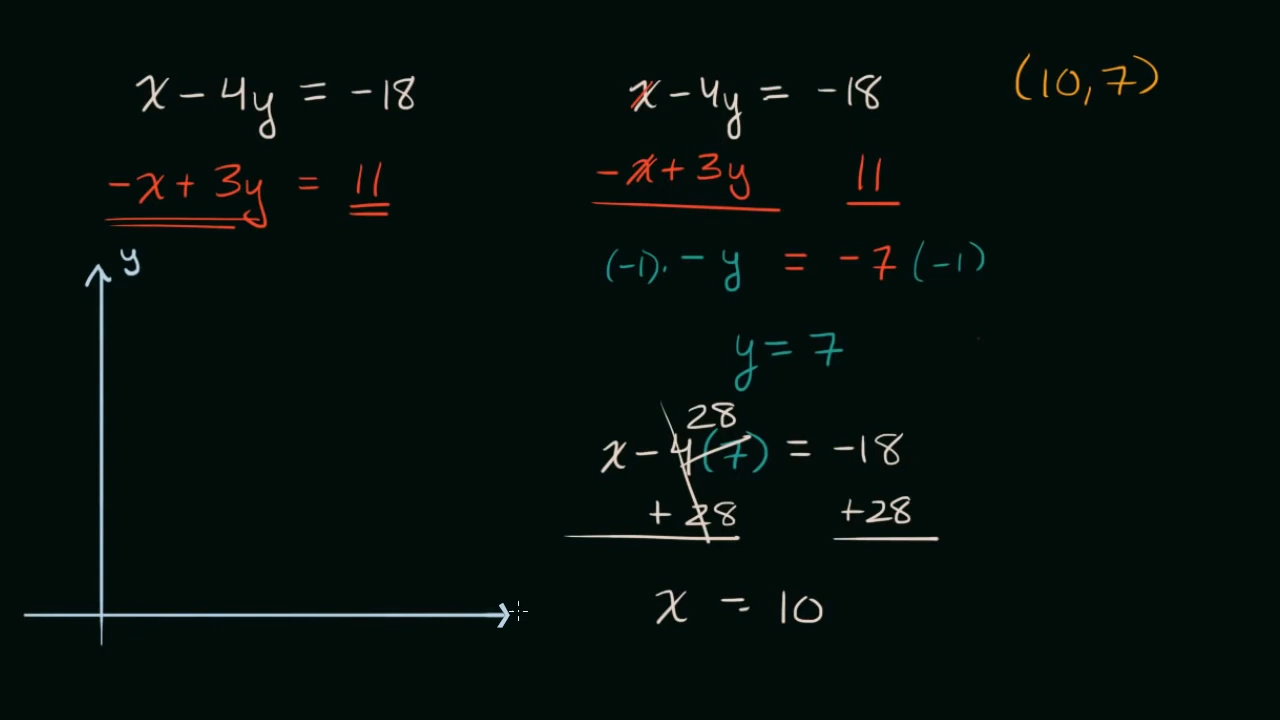 x - 4y = -18
-x + 3y = 11
y
x - 4y = -18
-x + 3y 11
(-1). - y = -7 (-1)
y = 7
28
x - 4(7) = -18
+ 28 +28
x = 10
(10,7)